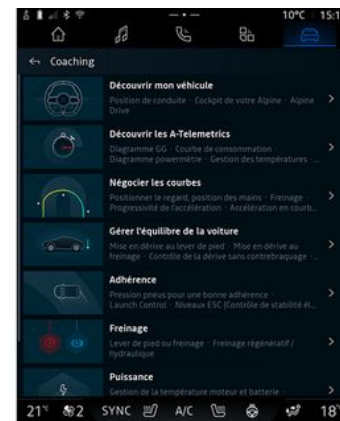 10°C 15:1
Coaching
Découvrir mon véhicule
Position de conduite · Cockpit de votre Alpine · Alpine
Drive
Découvrir les A-Telemetrics
Diagramme GG · Courbe de consommation ·
Diagramme powermètre · Gestion des températures · ...
Négocier les courbes
Positionner le regard, position des mains · Freinage ·
Progressivité de l'accélération · Accélération en courb...
Gérer l'équilibre de la voiture
Mise en dérive au lever de pied · Mise en dérive au
freinage · Contrôle de la dérive sans contrebraquage · ...
Adhérence
Pression pneus pour une bonne adhérence ·
Launch Control · Niveaux ESC (Contrôle de stabilité él...
Freinage
Lever de pied ou freinage · Freinage régénératif /
hydraulique
Puissance
Gestion de la température moteur et batterie ·
21°C 2 SYNC A/C 18°